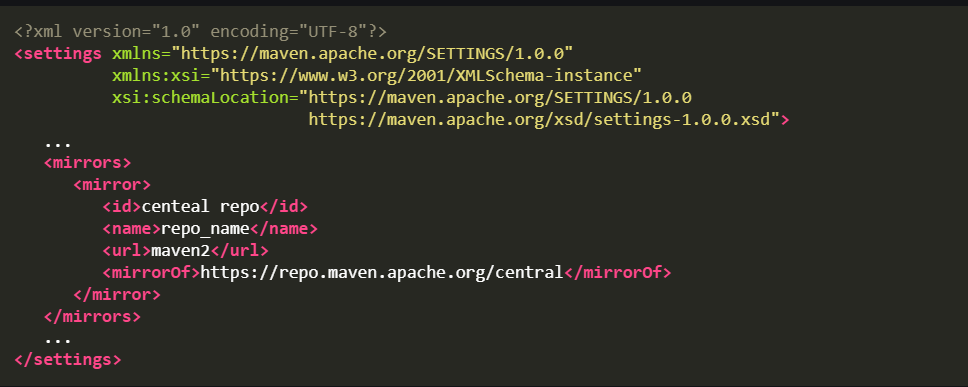 <?xml version="1.0" encoding="UTF-8"?>
<settings xmlns="https://maven.apache.org/SETTINGS/1.0.0"
          xmlns:xsi="https://www.w3.org/2001/XMLSchema-instance"
          xsi:schemaLocation="https://maven.apache.org/SETTINGS/1.0.0
                              https://maven.apache.org/xsd/settings-1.0.0.xsd">
   ...
   <mirrors>
      <mirror>
         <id>centeal repo</id>
         <name>repo_name</name>
         <url>maven2</url>
         <mirrorOf>https://repo.maven.apache.org/central</mirrorOf>
      </mirror>
   </mirrors>
   ...
</settings>